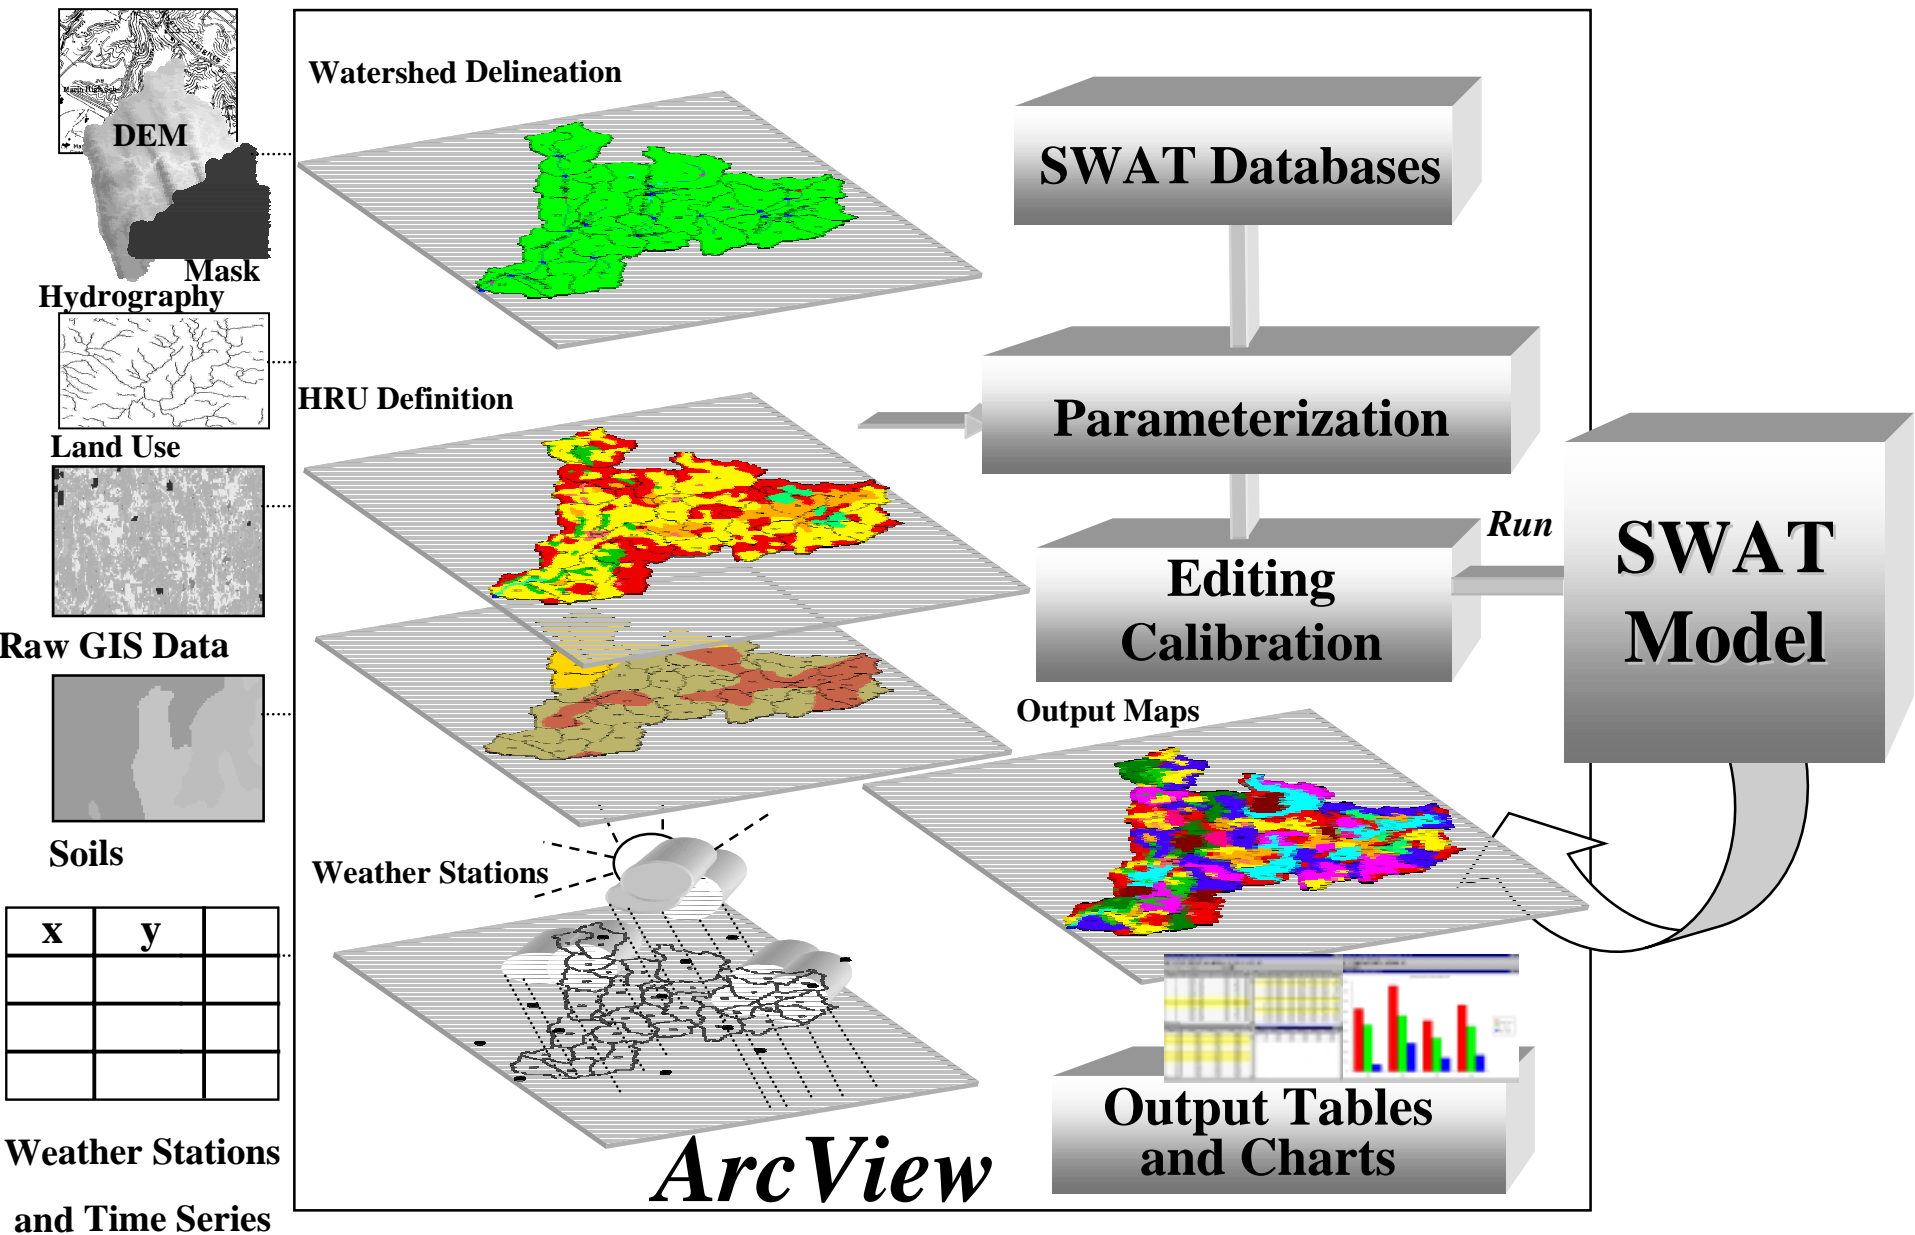 DEM
Mask
Hydrography
Land Use
Raw GIS Data
Soils
x y
Weather Stations
and Time Series
Watershed Delineation
HRU Definition
Weather Stations
ArcView
SWAT Databases
Parameterization
Editing
Calibration
Run
SWAT
Model
Output Maps
Output Tables
and Charts